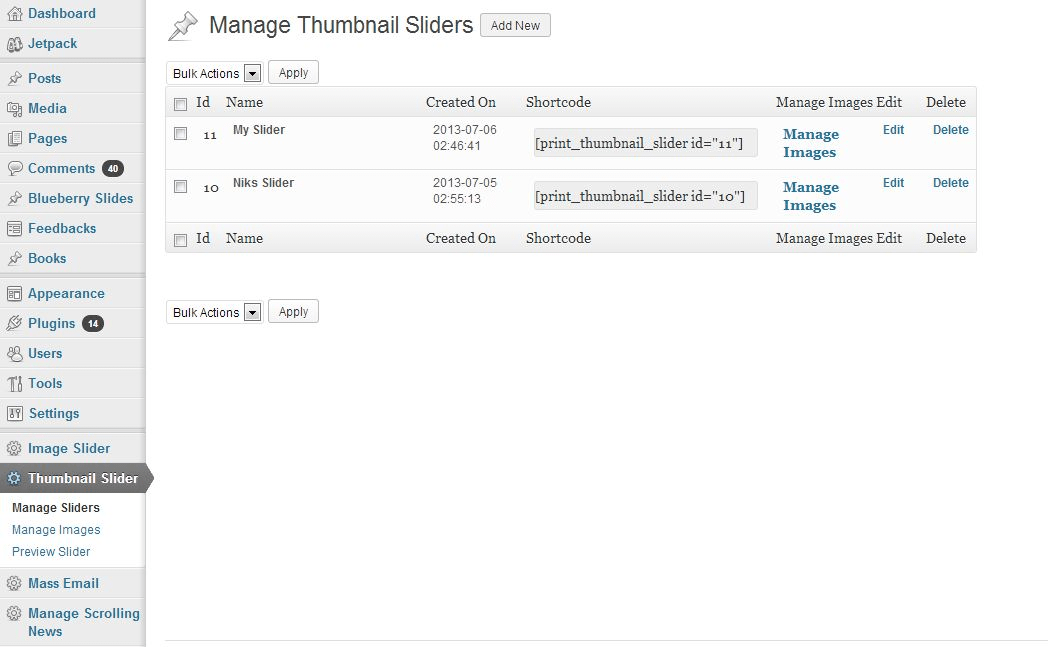 Dashboard
Jetpack
Posts
Media
Pages
Comments 40
Blueberry Slides
Feedbacks
Books
Appearance
Plugins 14
Users
Tools
Settings
Image Slider
Thumbnail Slider
Manage Sliders
Manage Images
Preview Slider
Mass Email
Manage Scrolling
News
Manage Thumbnail Sliders Add New
Bulk Actions Apply
Id Name Created On Shortcode Manage Images Edit Delete
11 My Slider 2013-07-06 [print_thumbnail_slider id="11"] Manage Edit Delete
02:46:41 Images
10 Niks Slider 2013-07-05 [print_thumbnail_slider id="10"] Manage Edit Delete
02:55:13 Images
Id Name Created On Shortcode Manage Images Edit Delete
Bulk Actions Apply